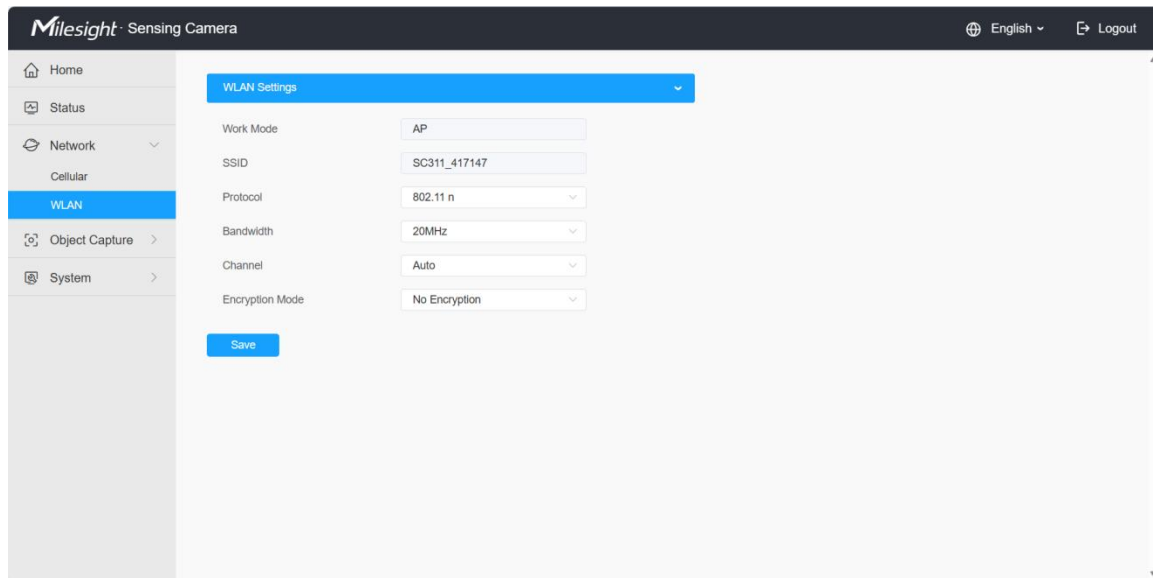 Milesight · Sensing Camera
English
Logout
Home
Status
Network
Cellular
WLAN
Object Capture
System
WLAN Settings
Work Mode AP
SSID SC311_417147
Protocol 802.11 n
Bandwidth 20MHz
Channel Auto
Encryption Mode No Encryption
Save